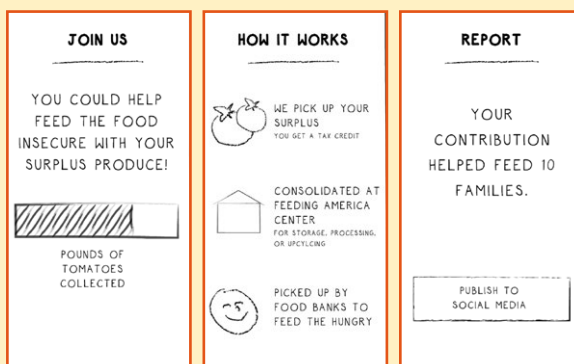 JOIN US
YOU COULD HELP
FEED THE FOOD
INSECURE WITH YOUR
SURPLUS PRODUCE!
POUNDS OF
TOMATOES
COLLECTED
HOW IT WORKS
WE PICK UP YOUR
SURPLUS
YOU GET A TAX CREDIT
CONSOLIDATED AT
FEEDING AMERICA
CENTER
FOR STORAGE, PROCESSING,
OR UPCYLCING
PICKED UP BY
FOOD BANKS TO
FEED THE HUNGRY
REPORT
YOUR
CONTRIBUTION
HELPED FEED 10
FAMILIES.
PUBLISH TO
SOCIAL MEDIA